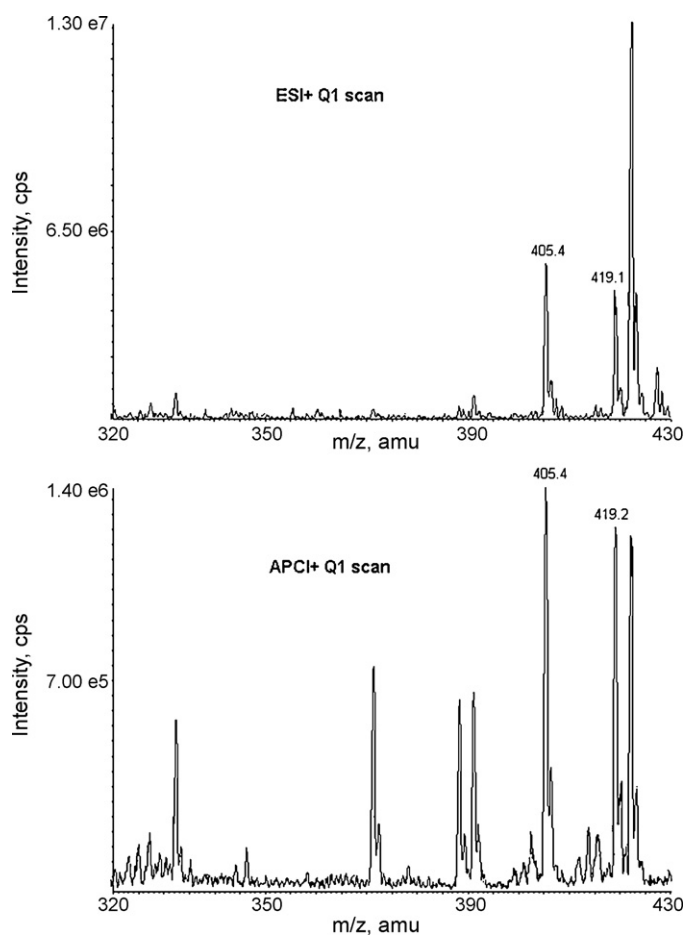 1.30 e7
ESI+ Q1 scan
Intensity, cps
6.50 e6
405.4
419.1
320 350 390 430
m/z, amu
1.40 e6
405.4
419.2
APCI+ Q1 scan
Intensity, cps
7.00 e5
320 350 390 430
m/z, amu